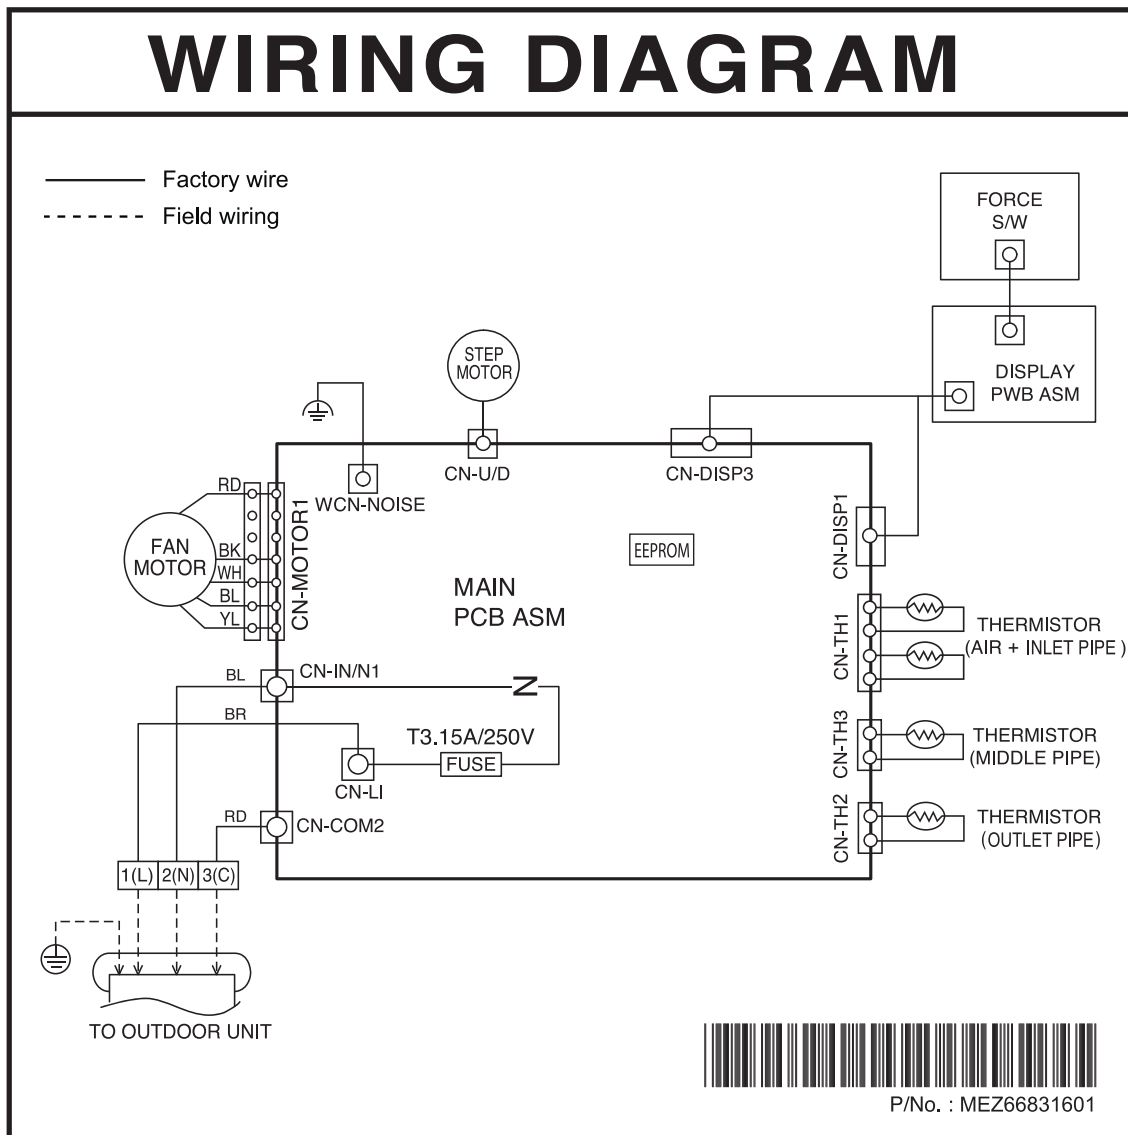 WIRING DIAGRAM
Factory wire
Field wiring
FORCE
S/W
DISPLAY
PWB ASM
STEP
MOTOR
CN-U/D
CN-DISP3
WCN-NOISE
CN-DISP1
EEPROM
RD
BK
WH
BL
YL
FAN
MOTOR
CN-MOTOR1
MAIN
PCB ASM
CN-TH1
THERMISTOR
(AIR + INLET PIPE )
CN-TH3
THERMISTOR
(MIDDLE PIPE)
CN-TH2
THERMISTOR
(OUTLET PIPE)
BL
CN-IN/N1
N
BR
T3.15A/250V
FUSE
CN-LI
RD
CN-COM2
1(L) 2(N) 3(C)
TO OUTDOOR UNIT
P/No. : MEZ66831601